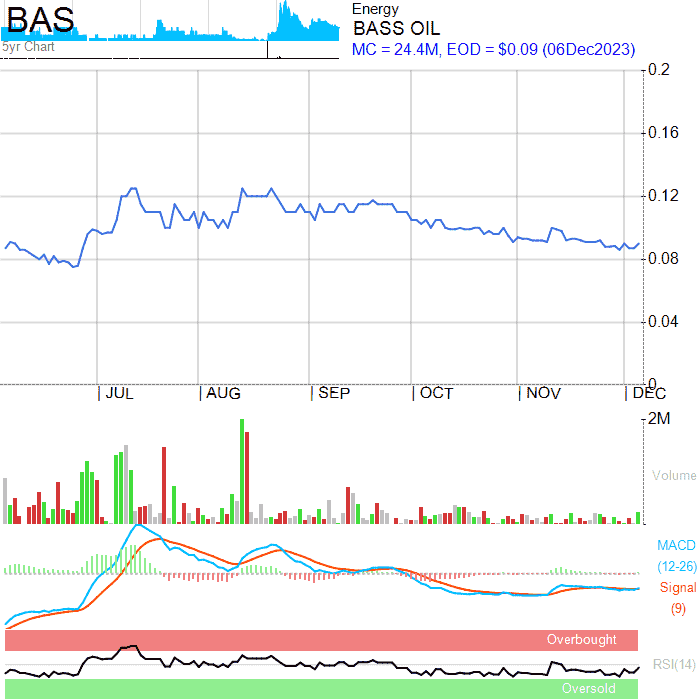 BAS
5yr Chart
Energy
BASS OIL
MC = 24.4M, EOD = $0.09 (06Dec2023)
0.2
0.16
0.12
0.08
0.04
0
| JUL | AUG | SEP | OCT | NOV | DEC
2M
Volume
MACD
(12-26)
Signal
(9)
Overbought
RSI(14)
Oversold